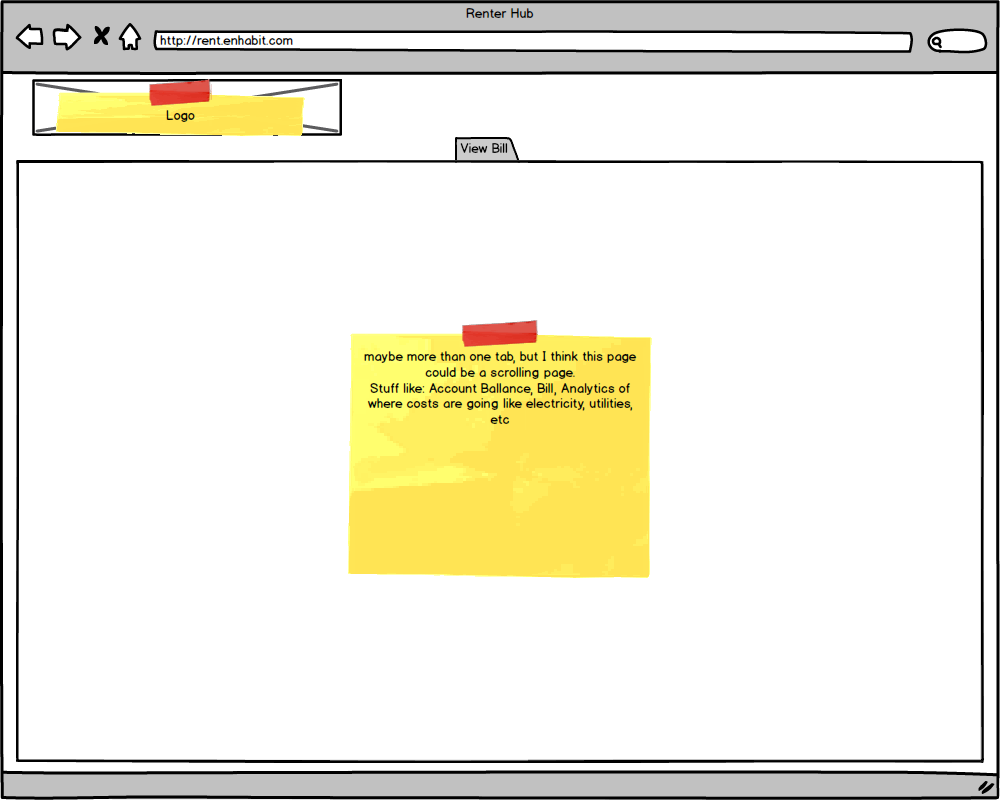 Renter Hub
http://rent.enhabit.com
Logo
View Bill
maybe more than one tab, but I think this page
could be a scrolling page.
Stuff like: Account Ballance, Bill, Analytics of
where costs are going like electricity, utilities,
etc